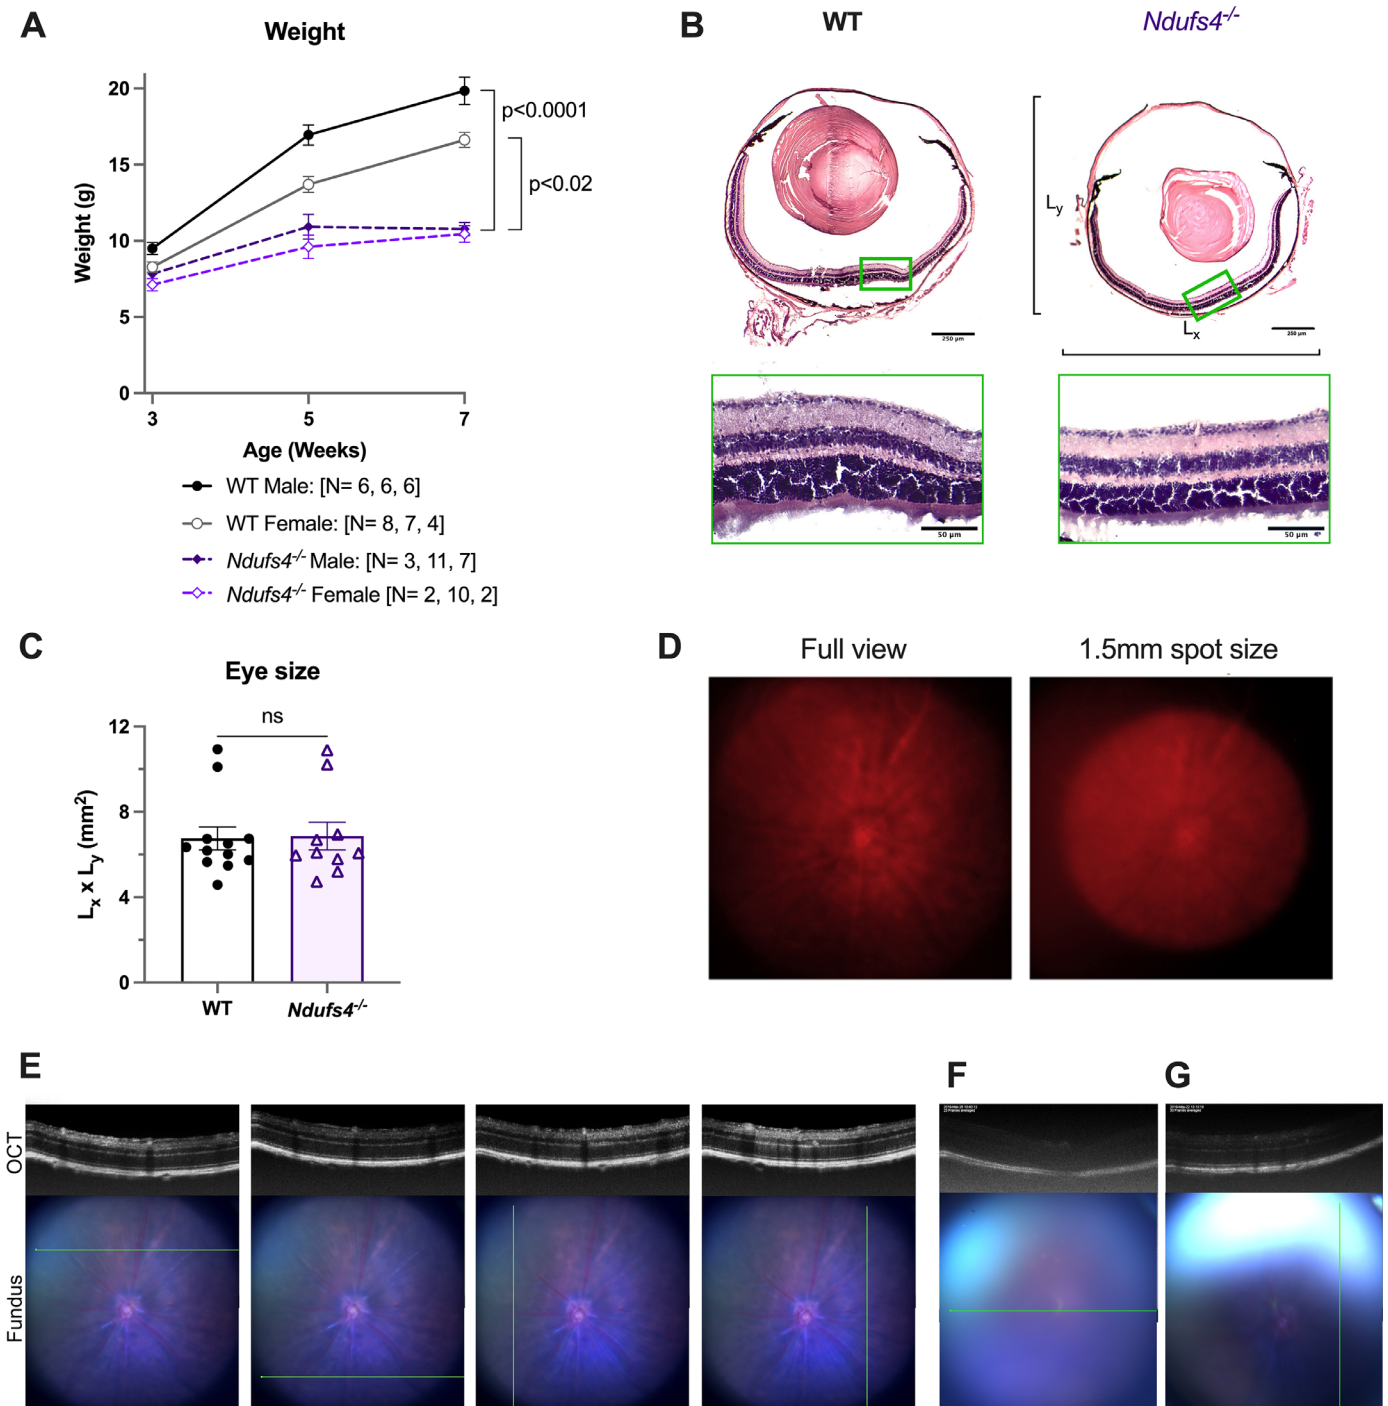 A
Weight
20
15
10
5
0
Weight (g)
3
5
7
Age (Weeks)
p<0.0001
p<0.02
WT Male: [N= 6, 6, 6]
WT Female: [N= 8, 7, 4]
Ndufs4-/- Male: [N= 3, 11, 7]
Ndufs4-/- Female [N= 2, 10, 2]
B
WT
Ndufs4-/-
Ly
Lx
250 µm
250 µm
50 µm
50 µm
C
Eye size
ns
12
8
4
0
Lx x Ly (mm2)
WT
Ndufs4-/-
D
Full view
1.5mm spot size
E
OCT
Fundus
F
G